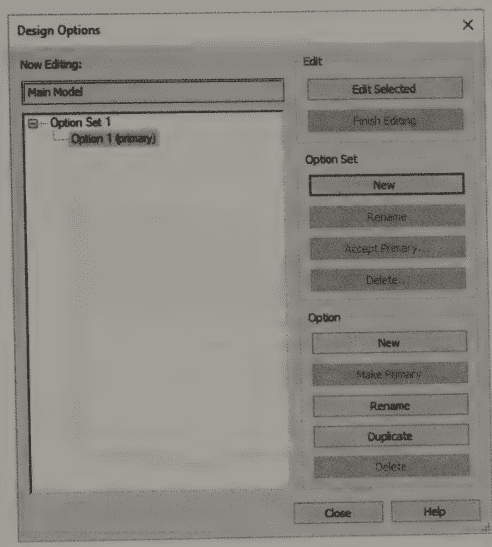 Design Options
Now Editing:
Main Model
Option Set 1
Option 1 (primary)
Edit
Edit Selected
Finish Editing
Option Set
New
Rename
Accept Primary...
Delete...
Option
New
Make Primary
Rename
Duplicate
Delete
Close
Help